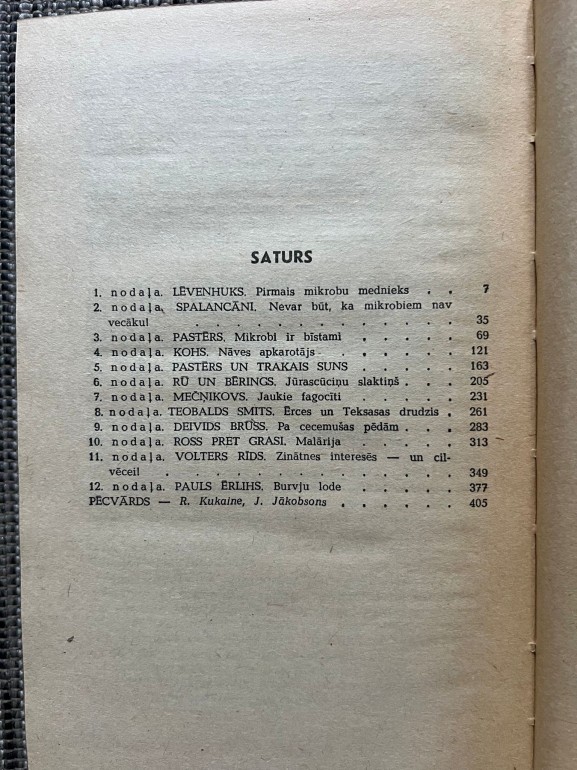 SATURS
1. nodaļa. LĒVENHUKS. Pirmais mikrobu mednieks . . 7
2. nodaļa. SPALANCĀNI. Nevar būt, ka mikrobiem nav
vecāku! . . . . . . . . . . . . . 35
3. nodaļa. PASTĒRS. Mikrobi ir bīstami . . . . . 69
4. nodaļa. KOHS. Nāves apkarotājs . . . . . . 121
5. nodaļa. PASTĒRS UN TRAKAIS SUNS . . . . . 163
6. nodaļa. RŪ UN BĒRINGS. Jūrascūciņu slaktiņš . . . 205
7. nodaļa. MEČŅIKOVS. Jaukie fagocīti . . . . . 231
8. nodaļa. TEOBALDS SMITS. Ērces un Teksasas drudzis . 261
9. nodaļa. DEIVIDS BRŪSS. Pa cecemušas pēdām . . . 283
10. nodaļa. ROSS PRET GRASI. Malārija . . . . . 313
11. nodaļa. VOLTERS RĪDS. Zinātnes interesēs — un cil-
vēcei! . . . . . . . . . . . . . 349
12. nodaļa. PAULS ĒRLIHS. Burvju lode . . . . . 377
PĒCVĀRDS — R. Kukaine, J. Jākobsons . . . . . . 405